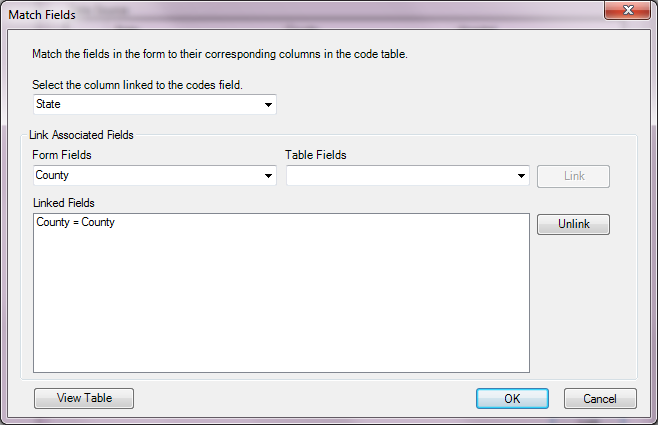 Match Fields
Match the fields in the form to their corresponding columns in the code table.
Select the column linked to the codes field.
State
Link Associated Fields
Form Fields Table Fields
County Link
Linked Fields
County = County Unlink
View Table OK Cancel